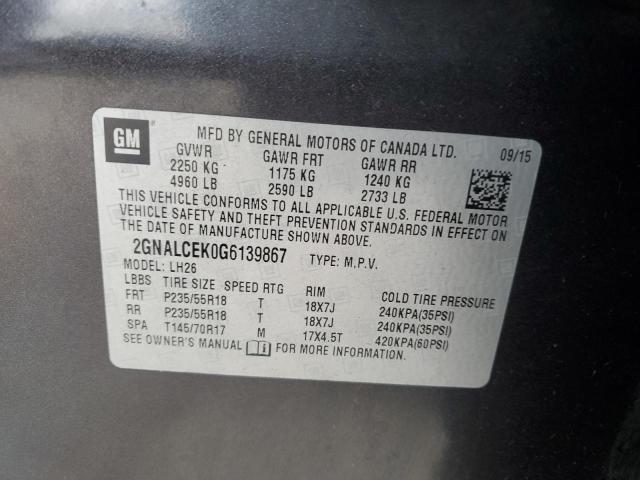 GM MFD BY GENERAL MOTORS OF CANADA LTD. 09/15
GVWR GAWR FRT GAWR RR
2250 KG 1175 KG 1240 KG
4960 LB 2590 LB 2733 LB
THIS VEHICLE CONFORMS TO ALL APPLICABLE U.S. FEDERAL MOTOR
VEHICLE SAFETY AND THEFT PREVENTION STANDARDS IN EFFECT ON
THE DATE OF MANUFACTURE SHOWN ABOVE.
2GNALCEK0G6139867 TYPE: M.P.V.
MODEL: LH26
LBBS TIRE SIZE SPEED RTG RIM COLD TIRE PRESSURE
FRT P235/55R18 T 18X7J 240KPA(35PSI)
RR P235/55R18 T 18X7J 240KPA(35PSI)
SPA T145/70R17 M 17X4.5T 420KPA(60PSI)
SEE OWNER'S MANUAL FOR MORE INFORMATION.